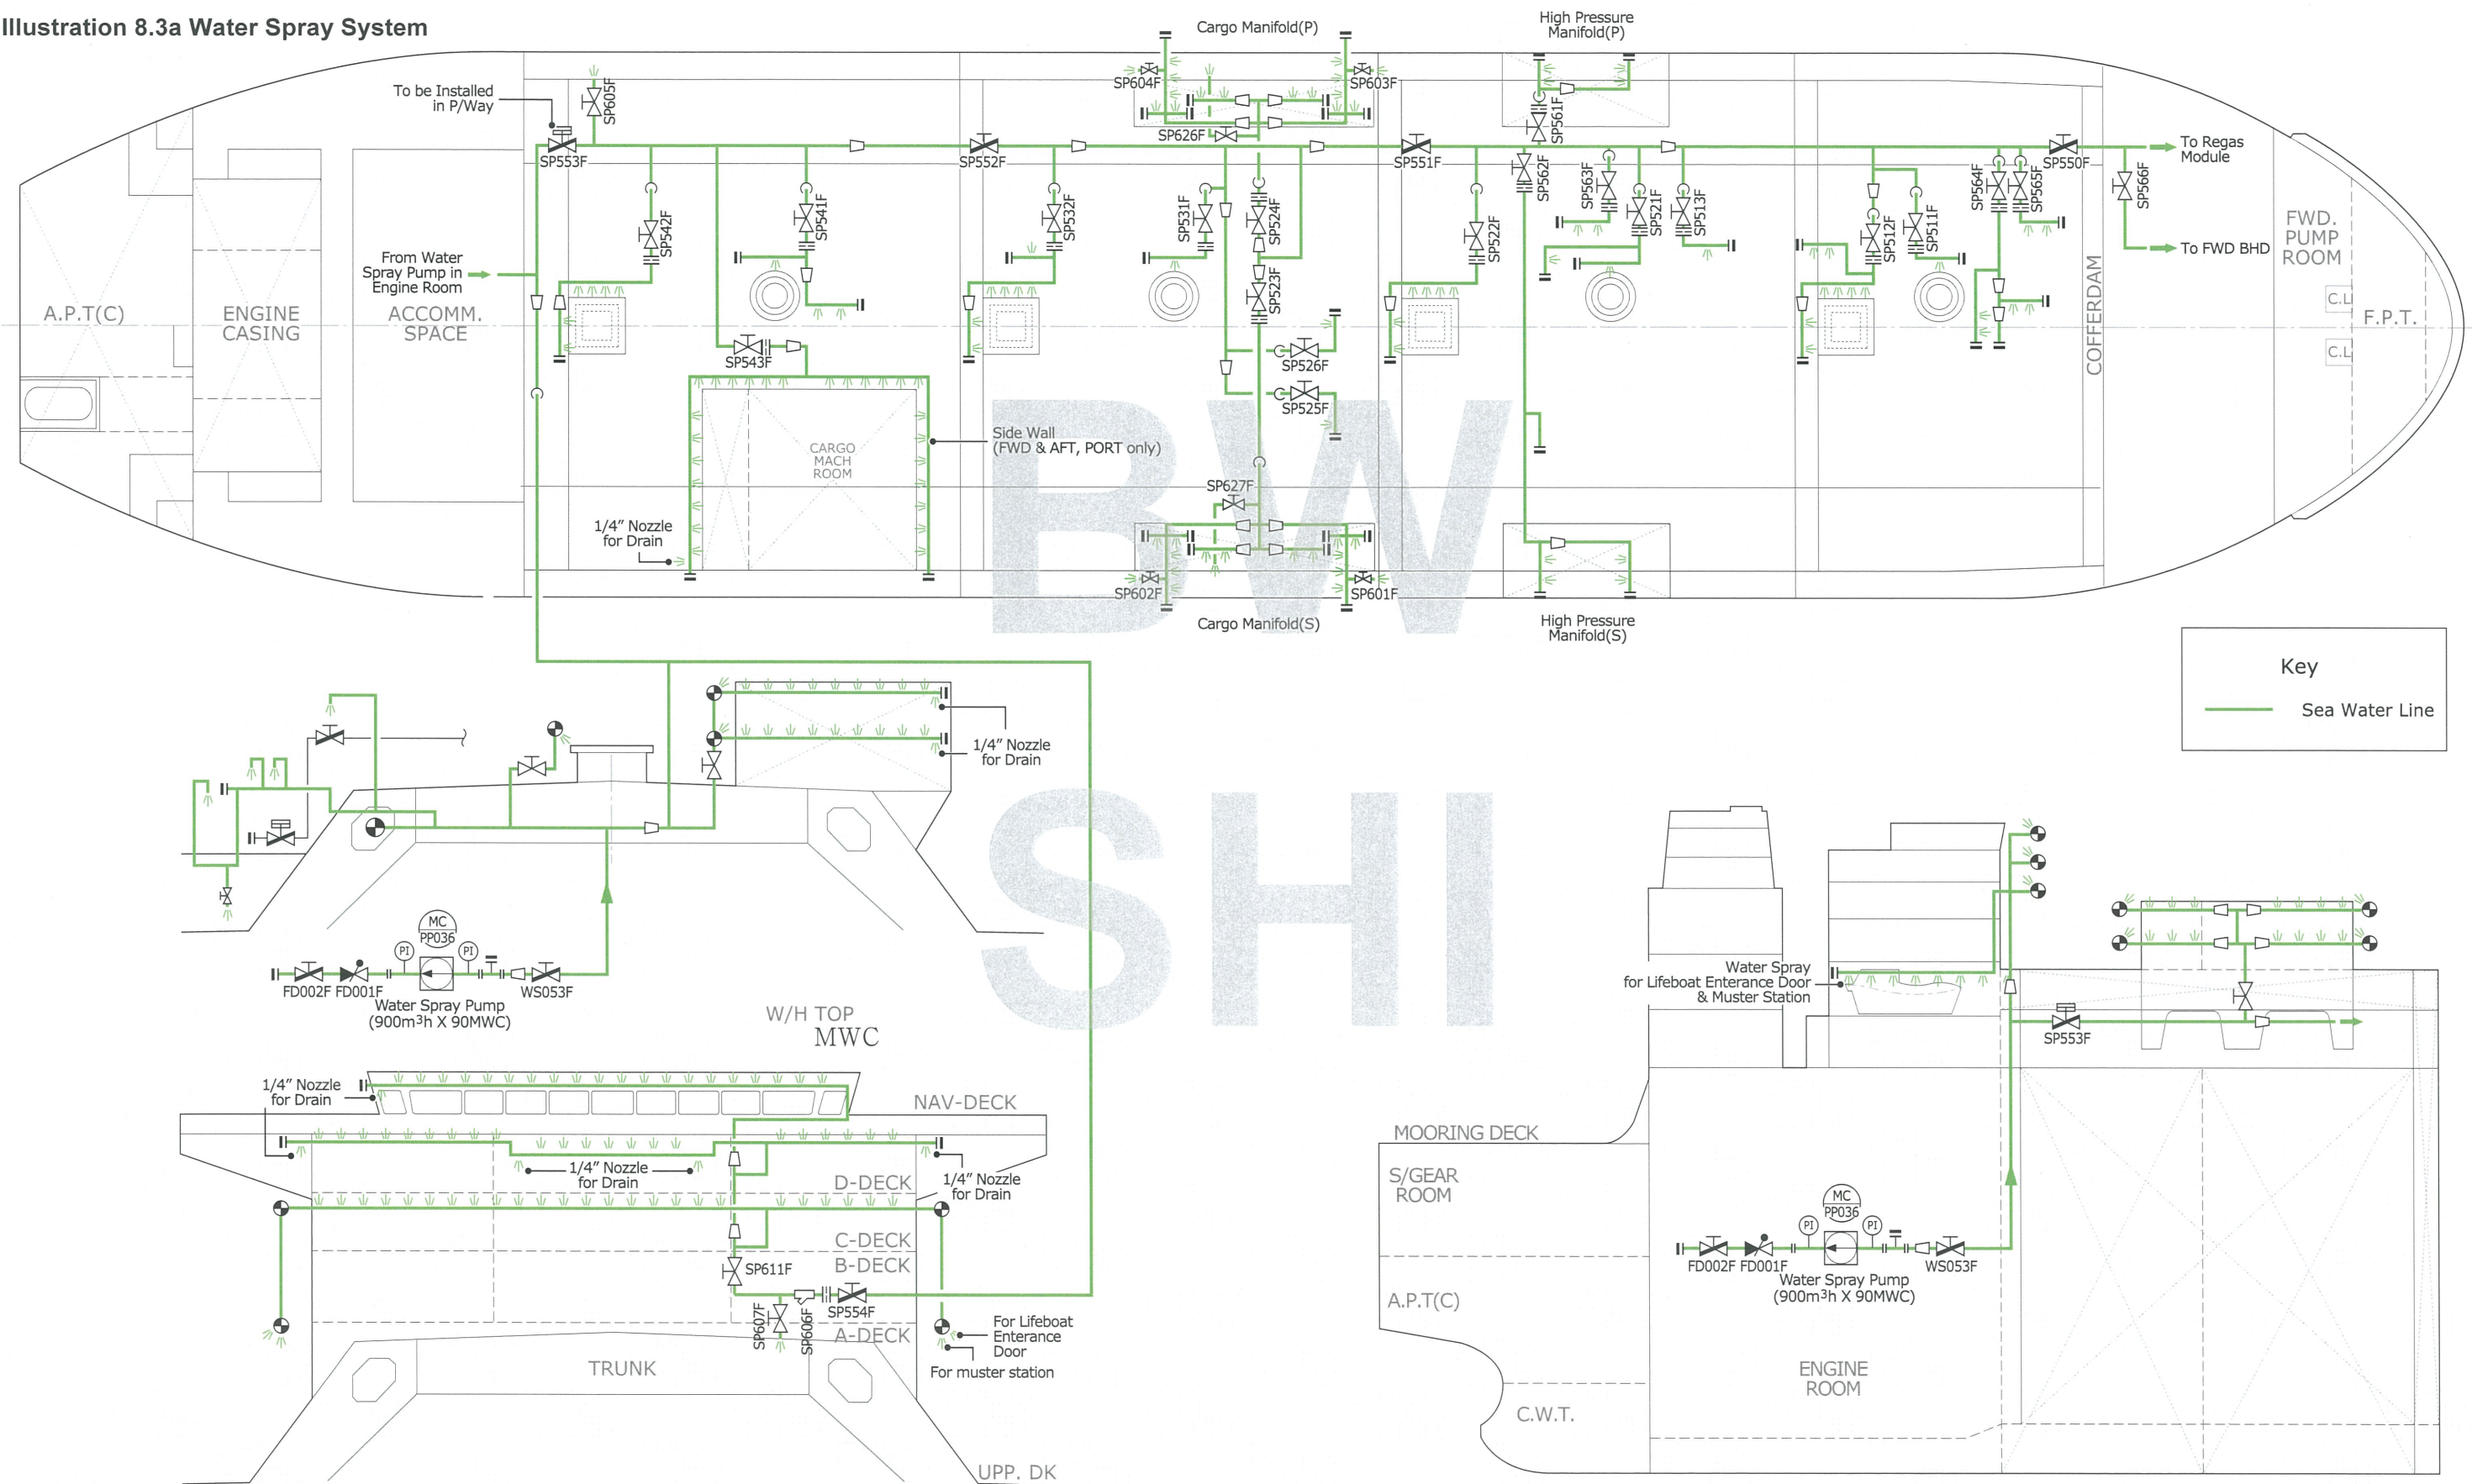 Illustration 8.3a Water Spray System
Cargo Manifold(P)
High Pressure
Manifold(P)
To be Installed
in P/Way
SP605F
SP604F
SP603F
SP626F
SP561F
SP553F
SP552F
SP551F
SP562F
SP563F
SP521F
SP513F
SP564F
SP565F
SP550F
SP566F
To Regas
Module
To FWD BHD
SP542F
SP541F
SP532F
SP531F
SP524F
SP523F
SP522F
SP512F
SP511F
From Water
Spray Pump in
Engine Room
A.P.T(C)
ENGINE
CASING
ACCOMM.
SPACE
COFFERDAM
FWD.
PUMP
ROOM
C.L
C.L
F.P.T.
SP543F
SP526F
SP525F
CARGO
MACH
ROOM
Side Wall
(FWD & AFT, PORT only)
1/4" Nozzle
for Drain
SP627F
SP602F
SP601F
Cargo Manifold(S)
High Pressure
Manifold(S)
BW
SHI
Key
Sea Water Line
1/4" Nozzle
for Drain
MC
PP036
PI
PI
FD002F
FD001F
WS053F
Water Spray Pump
(900m³h X 90MWC)
W/H TOP
MWC
1/4" Nozzle
for Drain
NAV-DECK
1/4" Nozzle
for Drain
1/4" Nozzle
for Drain
D-DECK
C-DECK
B-DECK
A-DECK
SP611F
SP607F
SP606F
SP554F
For Lifeboat
Enterance
Door
For muster station
TRUNK
UPP. DK
Water Spray
for Lifeboat Enterance Door
& Muster Station
SP553F
MOORING DECK
S/GEAR
ROOM
A.P.T(C)
C.W.T.
MC
PP036
PI
PI
FD002F
FD001F
WS053F
Water Spray Pump
(900m³h X 90MWC)
ENGINE
ROOM